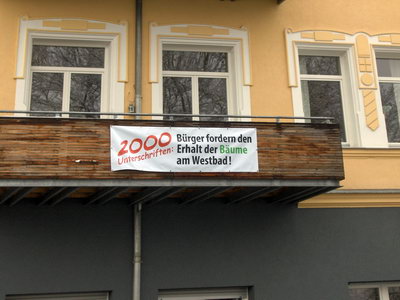 2000
Unterschriften:
Bürger fordern den
Erhalt der Bäume
am Westbad!